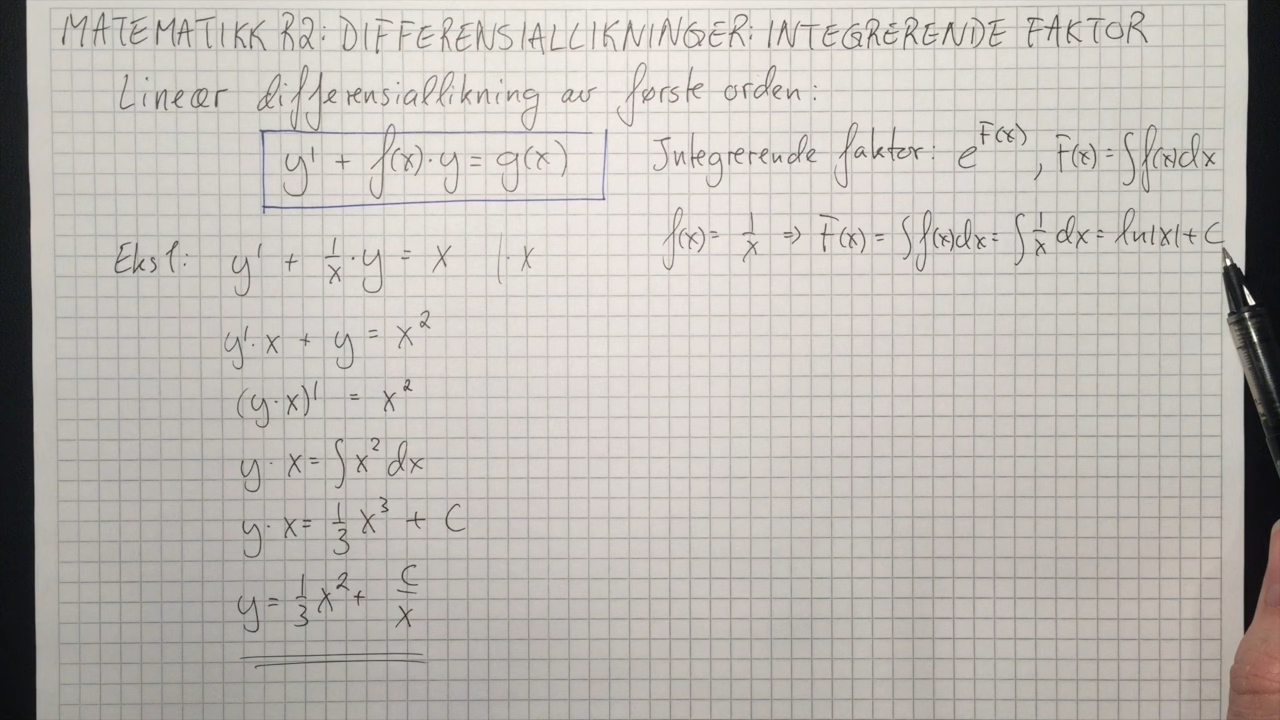 MATEMATIKK R2: DIFFERENSIALLIKNINGER: INTEGRERENDE FAKTOR
Lineær differensiallikning av første orden:
y' + f(x)·y = g(x)
Integrerende faktor: e^F(x), F(x) = ∫f(x)dx
f(x) = 1/x ⇒ F(x) = ∫f(x)dx = ∫1/x dx = ln|x| + C
Eks 1: y' + 1/x · y = x | · x
y'· x + y = x²
(y·x)' = x²
y· x = ∫x² dx
y· x = 1/3 x³ + C
y = 1/3 x² + C/x